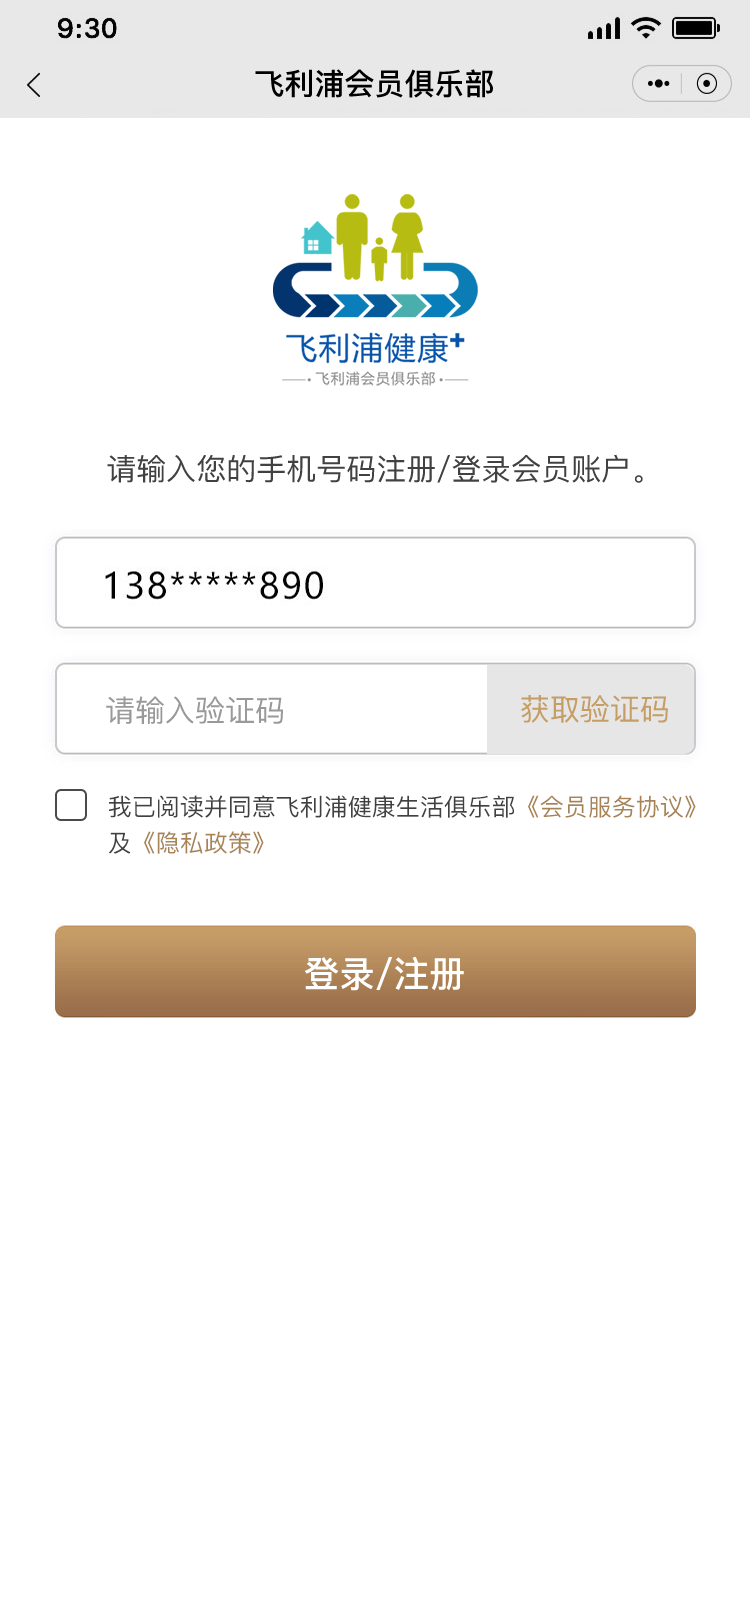 9:30
飞利浦会员俱乐部
飞利浦健康+
飞利浦会员俱乐部
请输入您的手机号码注册/登录会员账户。
138*****890
请输入验证码
获取验证码
我已阅读并同意飞利浦健康生活俱乐部《会员服务协议》
及《隐私政策》
登录/注册